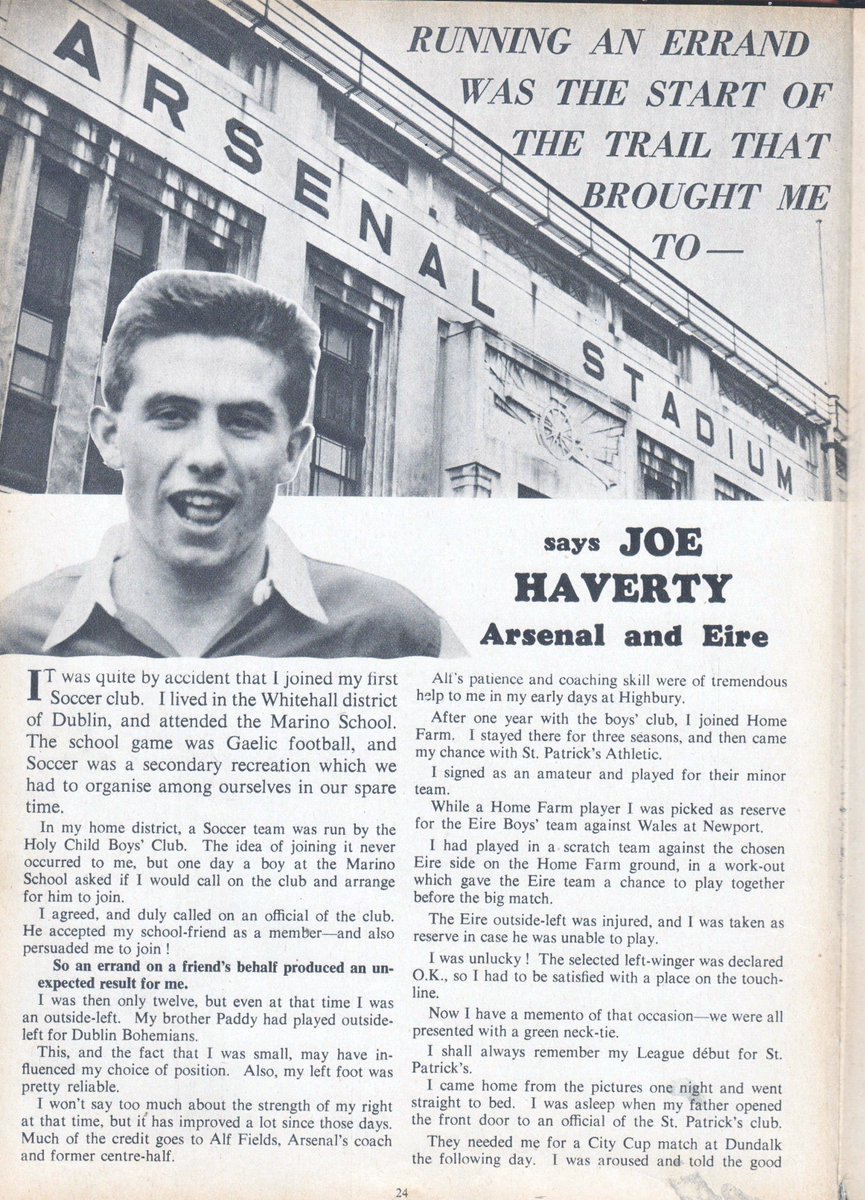 ARSENAL STADIUM
RUNNING AN ERRAND
WAS THE START OF
THE TRAIL THAT
BROUGHT ME
TO—
says JOE
HAVERTY
Arsenal and Eire
IT was quite by accident that I joined my first
Soccer club. I lived in the Whitehall district
of Dublin, and attended the Marino School.
The school game was Gaelic football, and
Soccer was a secondary recreation which we
had to organise among ourselves in our spare
time.
In my home district, a Soccer team was run by the
Holy Child Boys' Club. The idea of joining it never
occurred to me, but one day a boy at the Marino
School asked if I would call on the club and arrange
for him to join.
I agreed, and duly called on an official of the club.
He accepted my school-friend as a member—and also
persuaded me to join !
So an errand on a friend's behalf produced an un-
expected result for me.
I was then only twelve, but even at that time I was
an outside-left. My brother Paddy had played outside-
left for Dublin Bohemians.
This, and the fact that I was small, may have in-
fluenced my choice of position. Also, my left foot was
pretty reliable.
I won't say too much about the strength of my right
at that time, but it has improved a lot since those days.
Much of the credit goes to Alf Fields, Arsenal's coach
and former centre-half.
Alf's patience and coaching skill were of tremendous
help to me in my early days at Highbury.
After one year with the boys' club, I joined Home
Farm. I stayed there for three seasons, and then came
my chance with St. Patrick's Athletic.
I signed as an amateur and played for their minor
team.
While a Home Farm player I was picked as reserve
for the Eire Boys' team against Wales at Newport.
I had played in a scratch team against the chosen
Eire side on the Home Farm ground, in a work-out
which gave the Eire team a chance to play together
before the big match.
The Eire outside-left was injured, and I was taken as
reserve in case he was unable to play.
I was unlucky ! The selected left-winger was declared
O.K., so I had to be satisfied with a place on the touch-
line.
Now I have a memento of that occasion—we were all
presented with a green neck-tie.
I shall always remember my League début for St.
Patrick's.
I came home from the pictures one night and went
straight to bed. I was asleep when my father opened
the front door to an official of the St. Patrick's club.
They needed me for a City Cup match at Dundalk
the following day. I was aroused and told the good
24